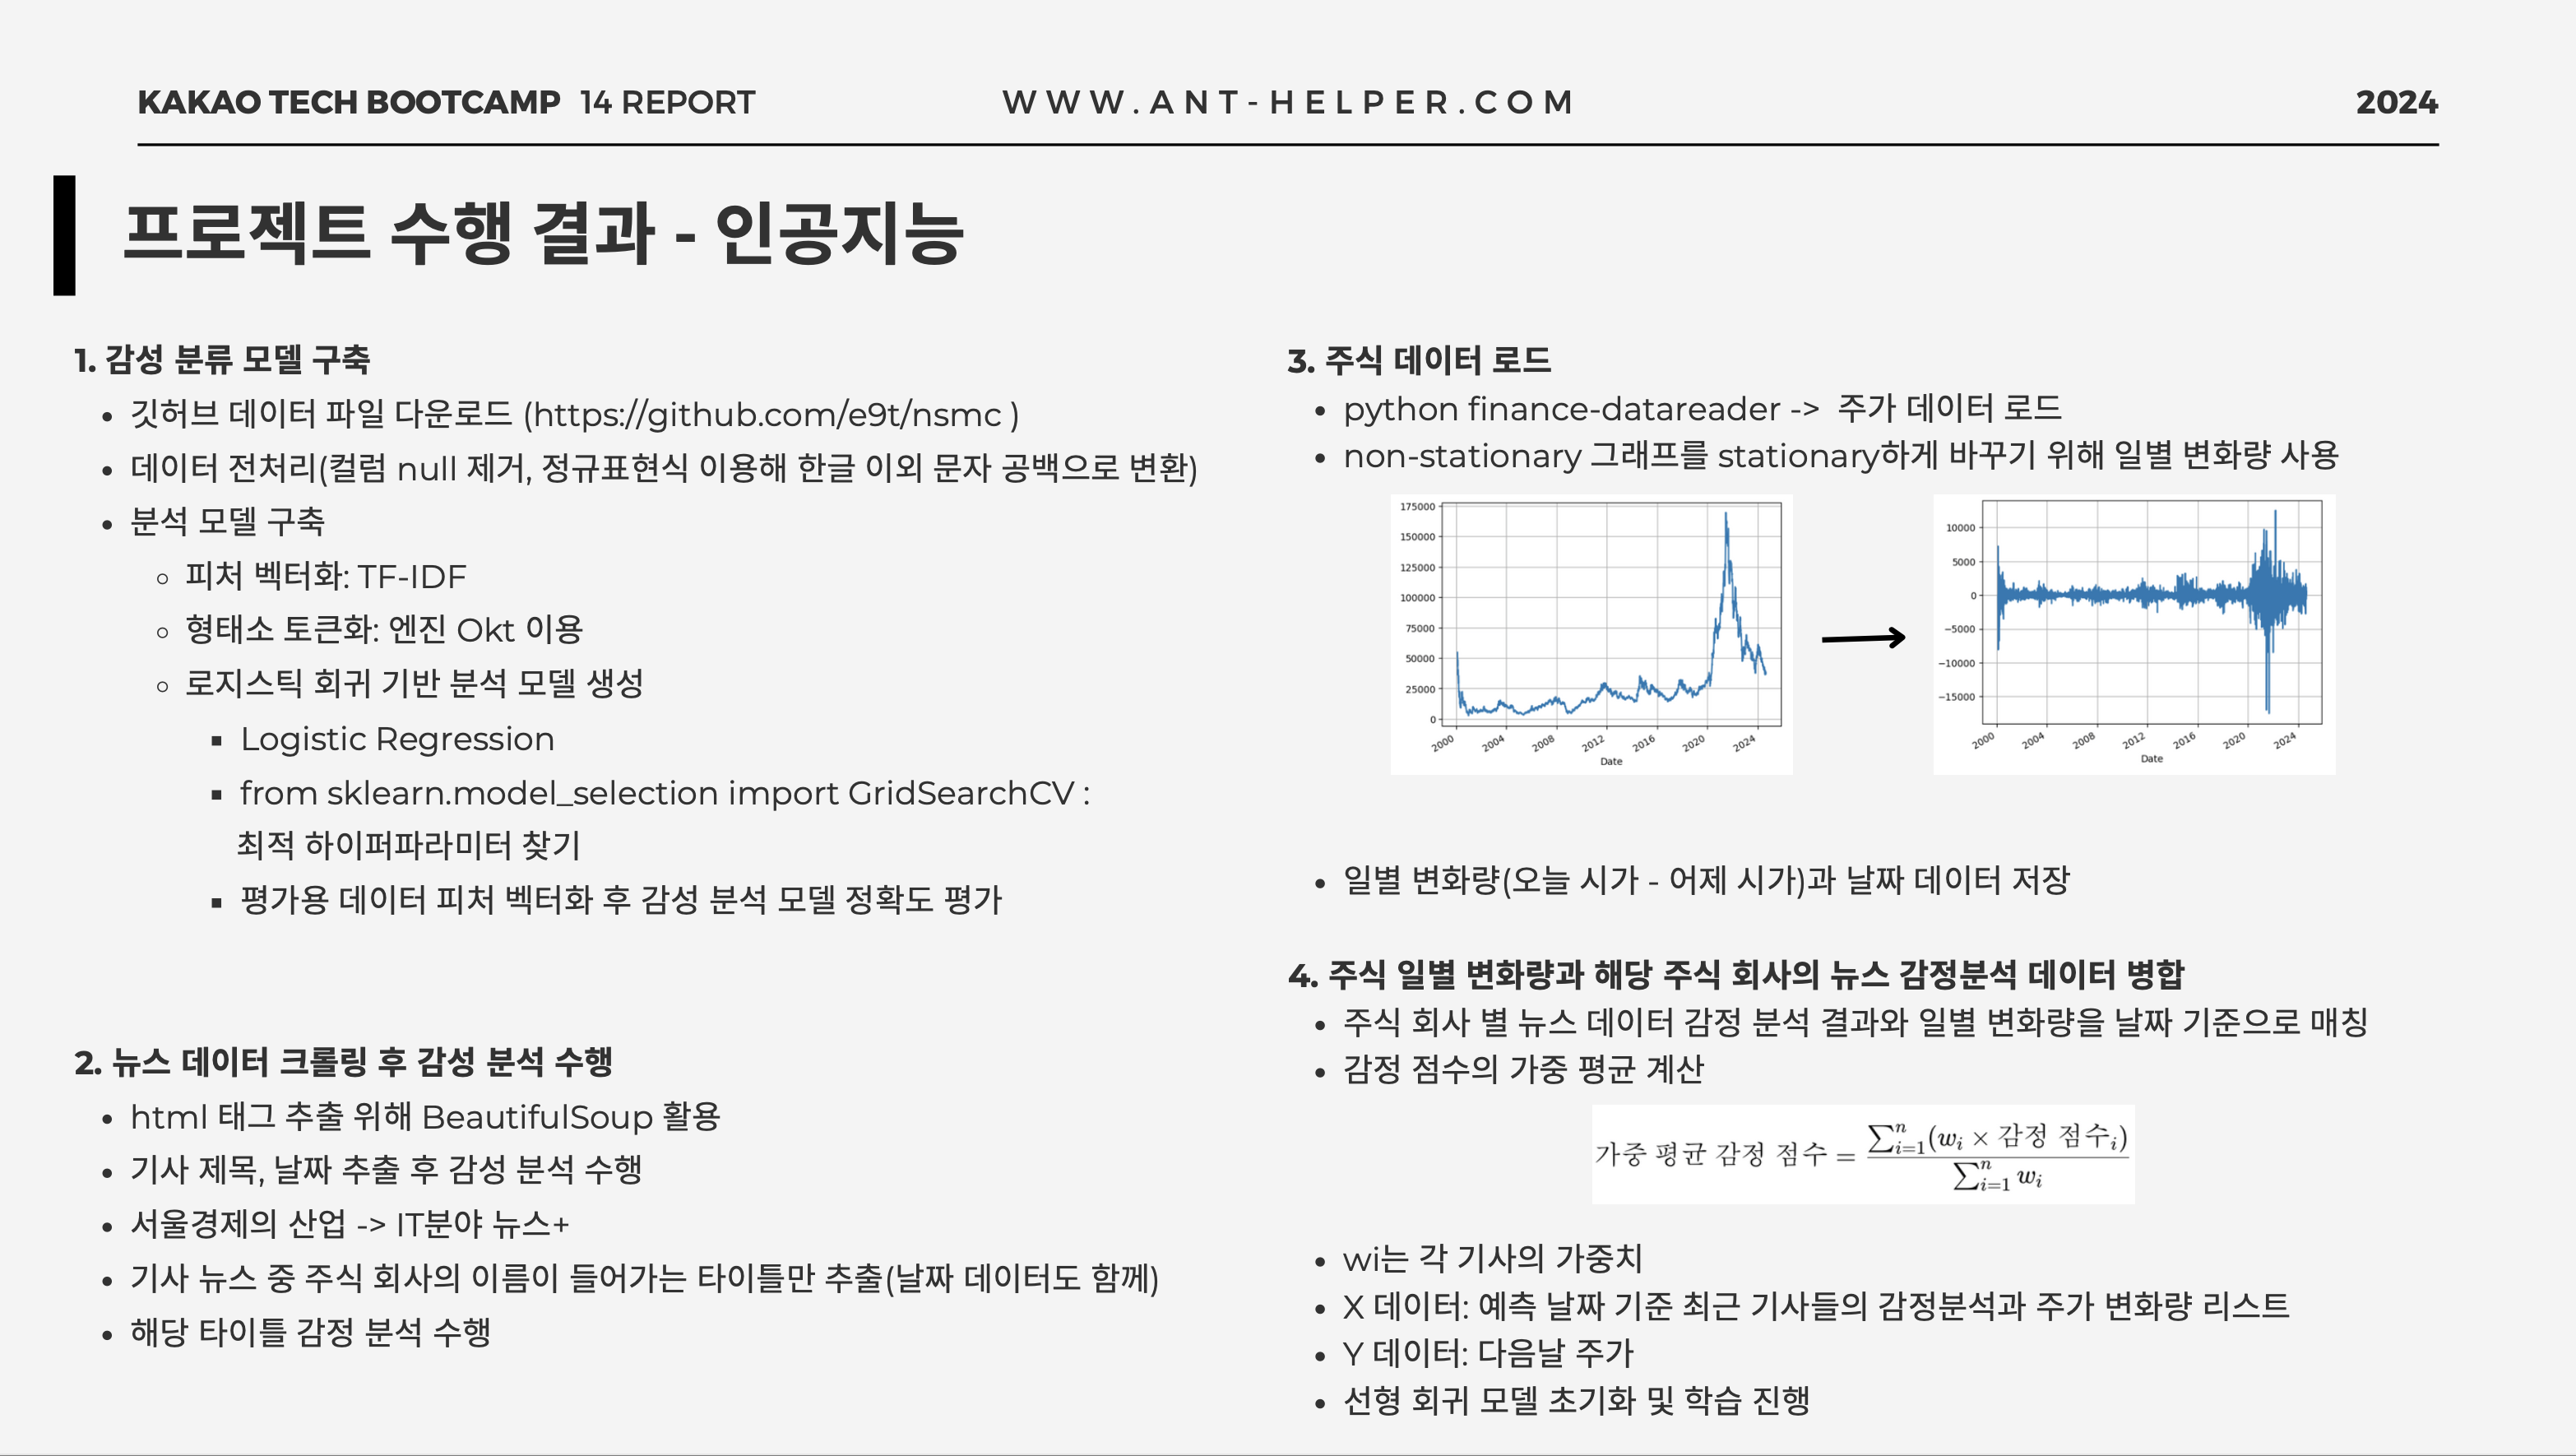 KAKAO TECH BOOTCAMP 14 REPORT
WWW.ANT-HELPER.COM
2024
프로젝트 수행 결과 - 인공지능
1. 감성 분류 모델 구축
• 깃허브 데이터 파일 다운로드 (https://github.com/e9t/nsmc )
• 데이터 전처리(컬럼 null 제거, 정규표현식 이용해 한글 이외 문자 공백으로 변환)
• 분석 모델 구축
○ 피처 벡터화: TF-IDF
○ 형태소 토큰화: 엔진 Okt 이용
○ 로지스틱 회귀 기반 분석 모델 생성
▪ Logistic Regression
▪ from sklearn.model_selection import GridSearchCV :
최적 하이퍼파라미터 찾기
▪ 평가용 데이터 피처 벡터화 후 감성 분석 모델 정확도 평가
2. 뉴스 데이터 크롤링 후 감성 분석 수행
• html 태그 추출 위해 BeautifulSoup 활용
• 기사 제목, 날짜 추출 후 감성 분석 수행
• 서울경제의 산업 -> IT분야 뉴스+
• 기사 뉴스 중 주식 회사의 이름이 들어가는 타이틀만 추출(날짜 데이터도 함께)
• 해당 타이틀 감정 분석 수행
3. 주식 데이터 로드
• python finance-datareader -> 주가 데이터 로드
• non-stationary 그래프를 stationary하게 바꾸기 위해 일별 변화량 사용
175000
150000
125000
100000
75000
50000
25000
0
2000 2004 2008 2012 2016 2020 2024
Date
10000
5000
0
−5000
−10000
−15000
2000 2004 2008 2012 2016 2020 2024
Date
• 일별 변화량(오늘 시가 - 어제 시가)과 날짜 데이터 저장
4. 주식 일별 변화량과 해당 주식 회사의 뉴스 감정분석 데이터 병합
• 주식 회사 별 뉴스 데이터 감정 분석 결과와 일별 변화량을 날짜 기준으로 매칭
• 감정 점수의 가중 평균 계산
가중 평균 감정 점수 = ∑ⁿᵢ₌₁(wᵢ × 감정 점수ᵢ) / ∑ⁿᵢ₌₁ wᵢ
• wi는 각 기사의 가중치
• X 데이터: 예측 날짜 기준 최근 기사들의 감정분석과 주가 변화량 리스트
• Y 데이터: 다음날 주가
• 선형 회귀 모델 초기화 및 학습 진행